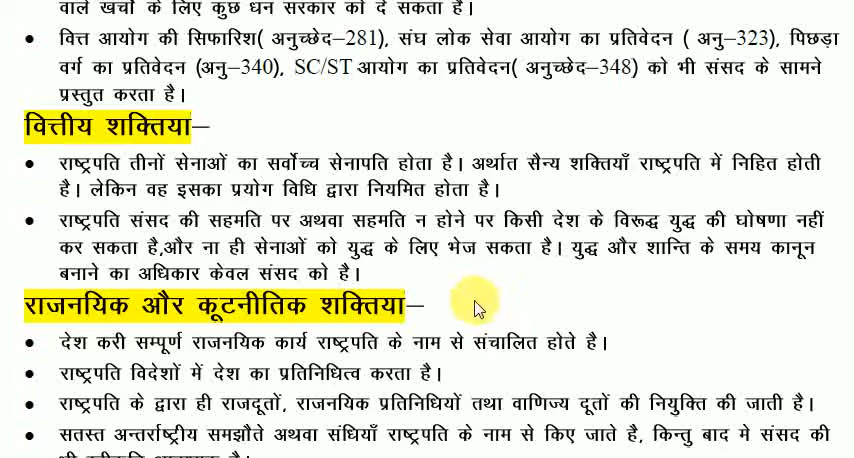 वाले खर्चो के लिए कुछ धन सरकार को दे सकता है।
• वित्त आयोग की सिफारिश( अनुच्छेद–281), संघ लोक सेवा आयोग का प्रतिवेदन ( अनु–323), पिछड़ा
वर्ग का प्रतिवेदन (अनु–340), SC/ST आयोग का प्रतिवेदन( अनुच्छेद–348) को भी संसद के सामने
प्रस्तुत करता है।
वित्तीय शक्तिया–
• राष्ट्रपति तीनों सेनाओं का सर्वोच्च सेनापति होता है। अर्थात सैन्य शक्तियाँ राष्ट्रपति में निहित होती
है। लेकिन वह इसका प्रयोग विधि द्वारा नियमित होता है।
• राष्ट्रपति संसद की सहमति पर अथवा सहमति न होने पर किसी देश के विरूद्ध युद्ध की घोषणा नहीं
कर सकता है,और ना ही सेनाओं को युद्ध के लिए भेज सकता है। युद्ध और शान्ति के समय कानून
बनाने का अधिकार केवल संसद को है।
राजनयिक और कूटनीतिक शक्तिया–
• देश करी सम्पूर्ण राजनयिक कार्य राष्ट्रपति के नाम से संचालित होते है।
• राष्ट्रपति विदेशों में देश का प्रतिनिधित्व करता है।
• राष्ट्रपति के द्वारा ही राजदूतों, राजनयिक प्रतिनिधियों तथा वाणिज्य दूतों की नियुक्ति की जाती है।
• सतस्त अन्तर्राष्ट्रीय समझौते अथवा संधियाँ राष्ट्रपति के नाम से किए जाते है, किन्तु बाद मे संसद की